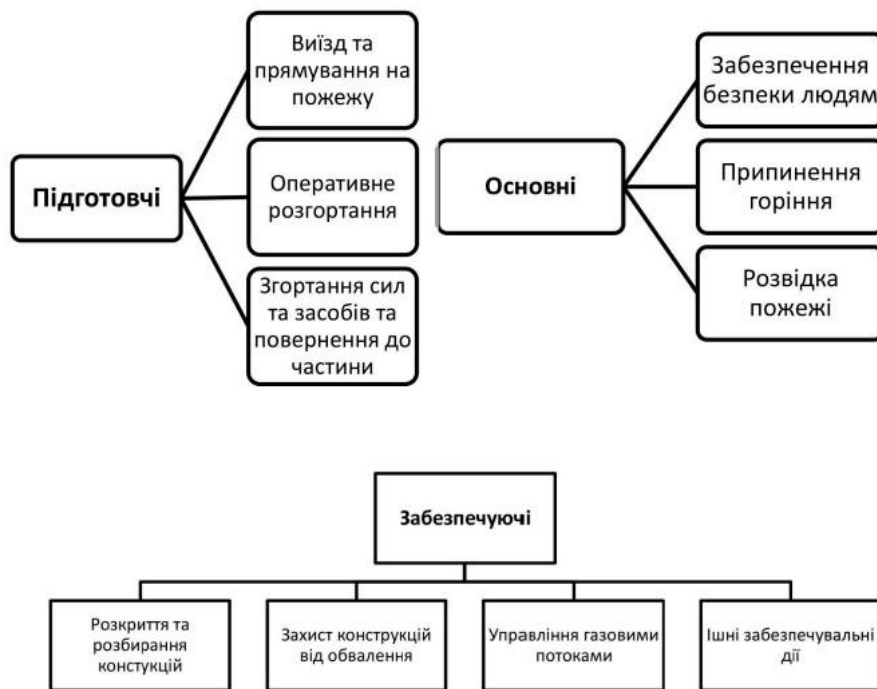 Підготовчі
Виїзд та
прямування на
пожежу
Оперативне
розгортання
Згортання сил
та засобів та
повернення до
частини
Основні
Забезпечення
безпеки людям
Припинення
горіння
Розвідка
пожежі
Забезпечуючі
Розкриття та
розбирання
констукцій
Захист конструкцій
від обвалення
Управління газовими
потоками
Ішні забезпечувальні
дії